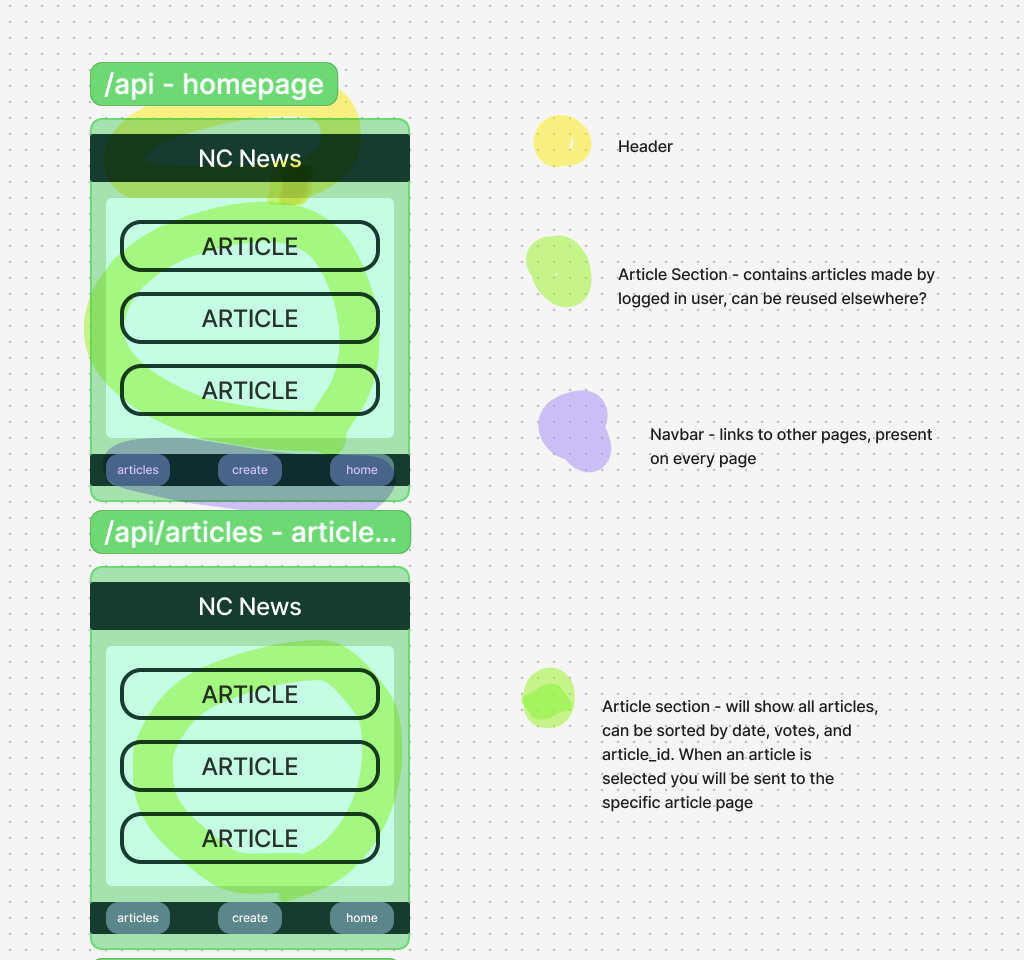 /api - homepage
NC News
Header
ARTICLE
Article Section - contains articles made by
logged in user, can be reused elsewhere?
ARTICLE
ARTICLE
Navbar - links to other pages, present
on every page
articles
create
home
/api/articles - article...
NC News
ARTICLE
Article section - will show all articles,
can be sorted by date, votes, and
article_id. When an article is
selected you will be sent to the
specific article page
ARTICLE
ARTICLE
articles
create
home